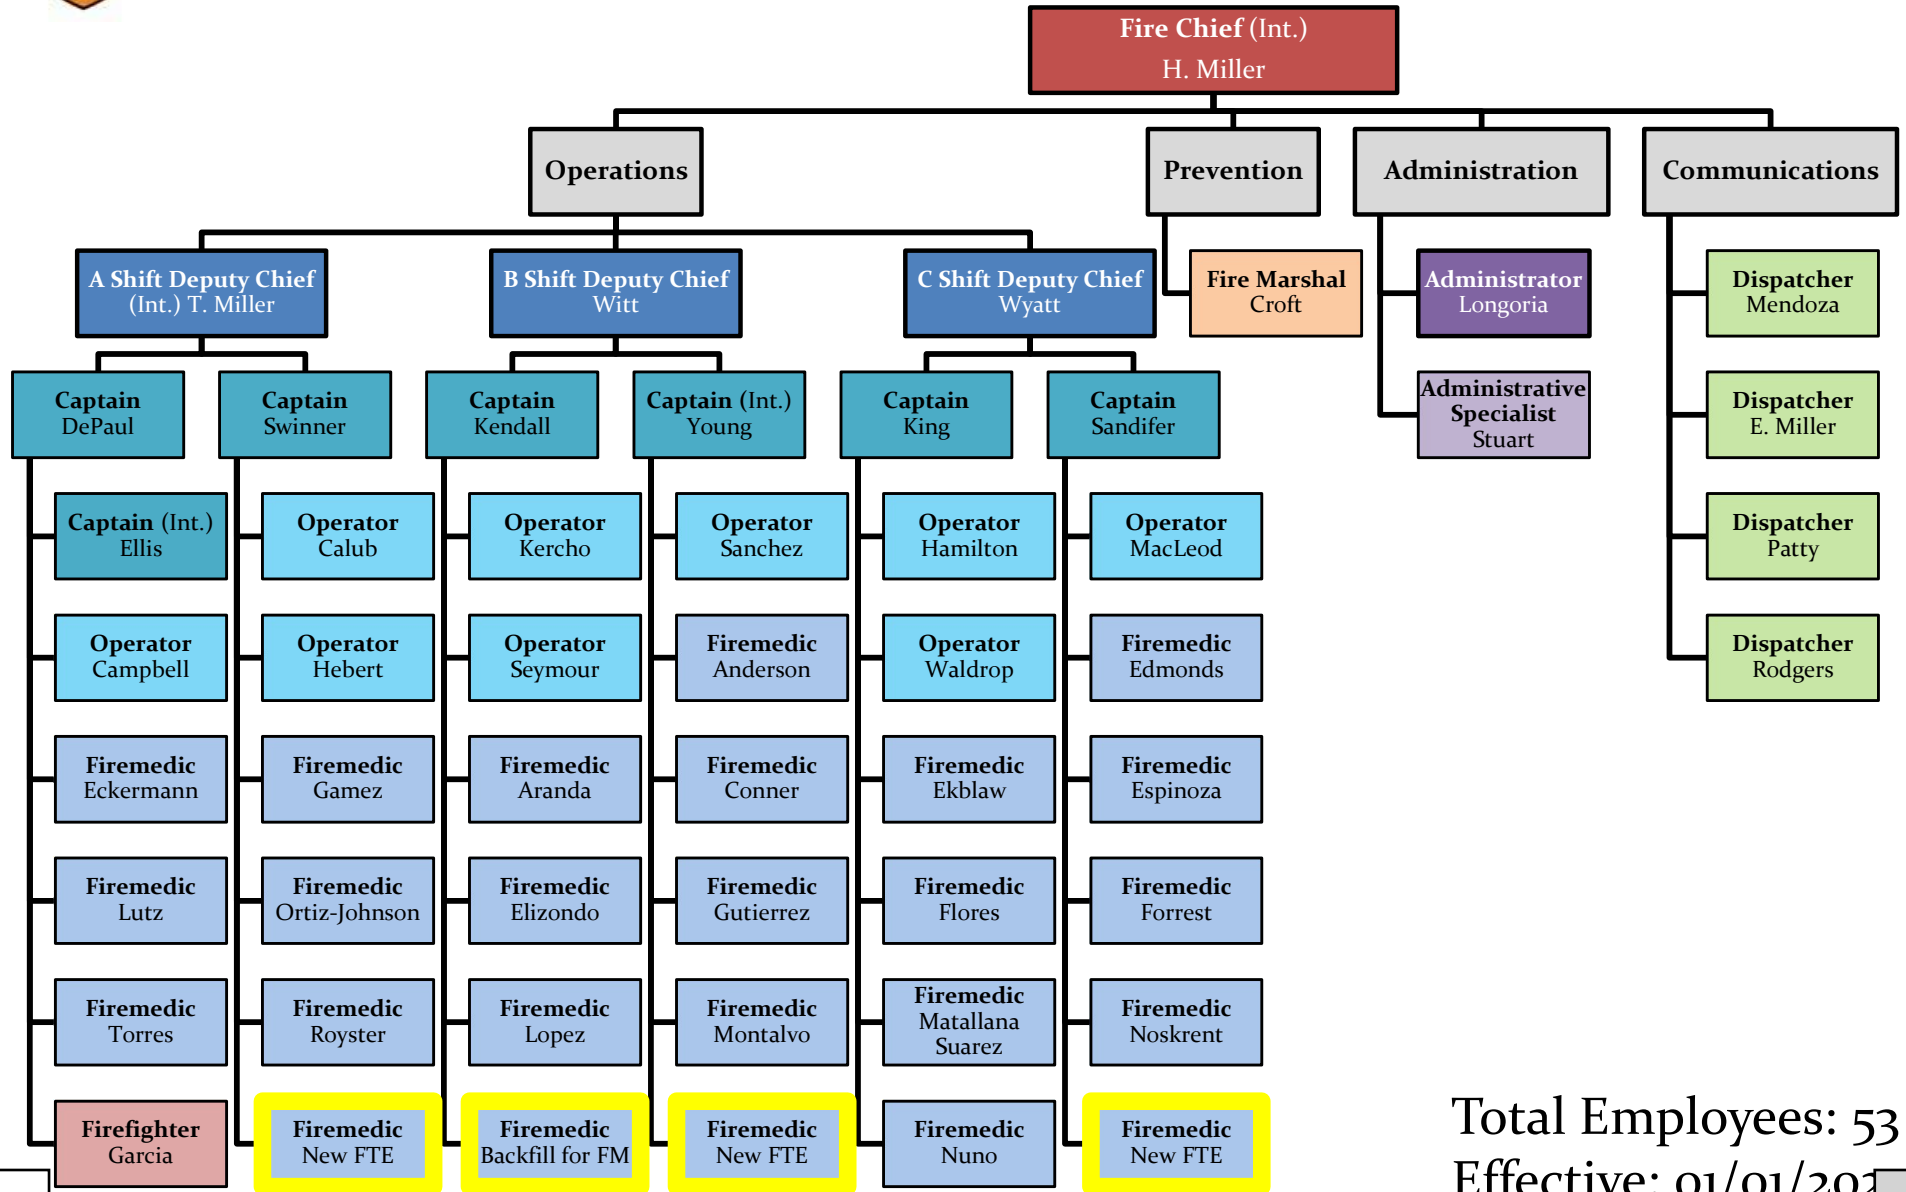 Fire Chief (Int.)
H. Miller
Operations
Prevention
Administration
Communications
A Shift Deputy Chief
(Int.) T. Miller
B Shift Deputy Chief
Witt
C Shift Deputy Chief
Wyatt
Fire Marshal
Croft
Administrator
Longoria
Dispatcher
Mendoza
Captain
DePaul
Captain
Swinner
Captain
Kendall
Captain (Int.)
Young
Captain
King
Captain
Sandifer
Administrative
Specialist
Stuart
Dispatcher
E. Miller
Captain (Int.)
Ellis
Operator
Calub
Operator
Kercho
Operator
Sanchez
Operator
Hamilton
Operator
MacLeod
Dispatcher
Patty
Operator
Campbell
Operator
Hebert
Operator
Seymour
Firemedic
Anderson
Operator
Waldrop
Firemedic
Edmonds
Dispatcher
Rodgers
Firemedic
Eckermann
Firemedic
Gamez
Firemedic
Aranda
Firemedic
Conner
Firemedic
Ekblaw
Firemedic
Espinoza
Firemedic
Lutz
Firemedic
Ortiz-Johnson
Firemedic
Elizondo
Firemedic
Gutierrez
Firemedic
Flores
Firemedic
Forrest
Firemedic
Torres
Firemedic
Royster
Firemedic
Lopez
Firemedic
Montalvo
Firemedic
Matallana
Suarez
Firemedic
Noskrent
Firefighter
Garcia
Firemedic
New FTE
Firemedic
Backfill for FM
Firemedic
New FTE
Firemedic
Nuno
Firemedic
New FTE
Total Employees: 53
Effective: